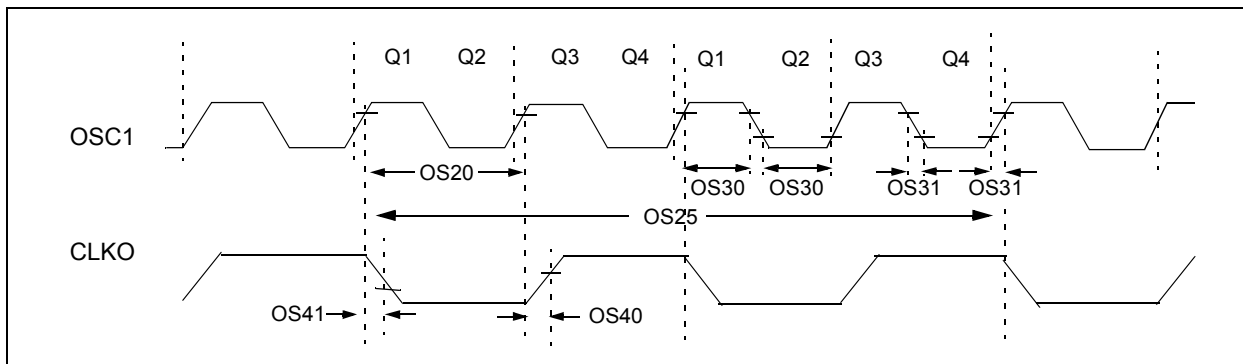 Q1 Q2 Q3 Q4 Q1 Q2 Q3 Q4
OSC1
OS20 OS30 OS30 OS31 OS31
OS25
CLKO
OS41 OS40